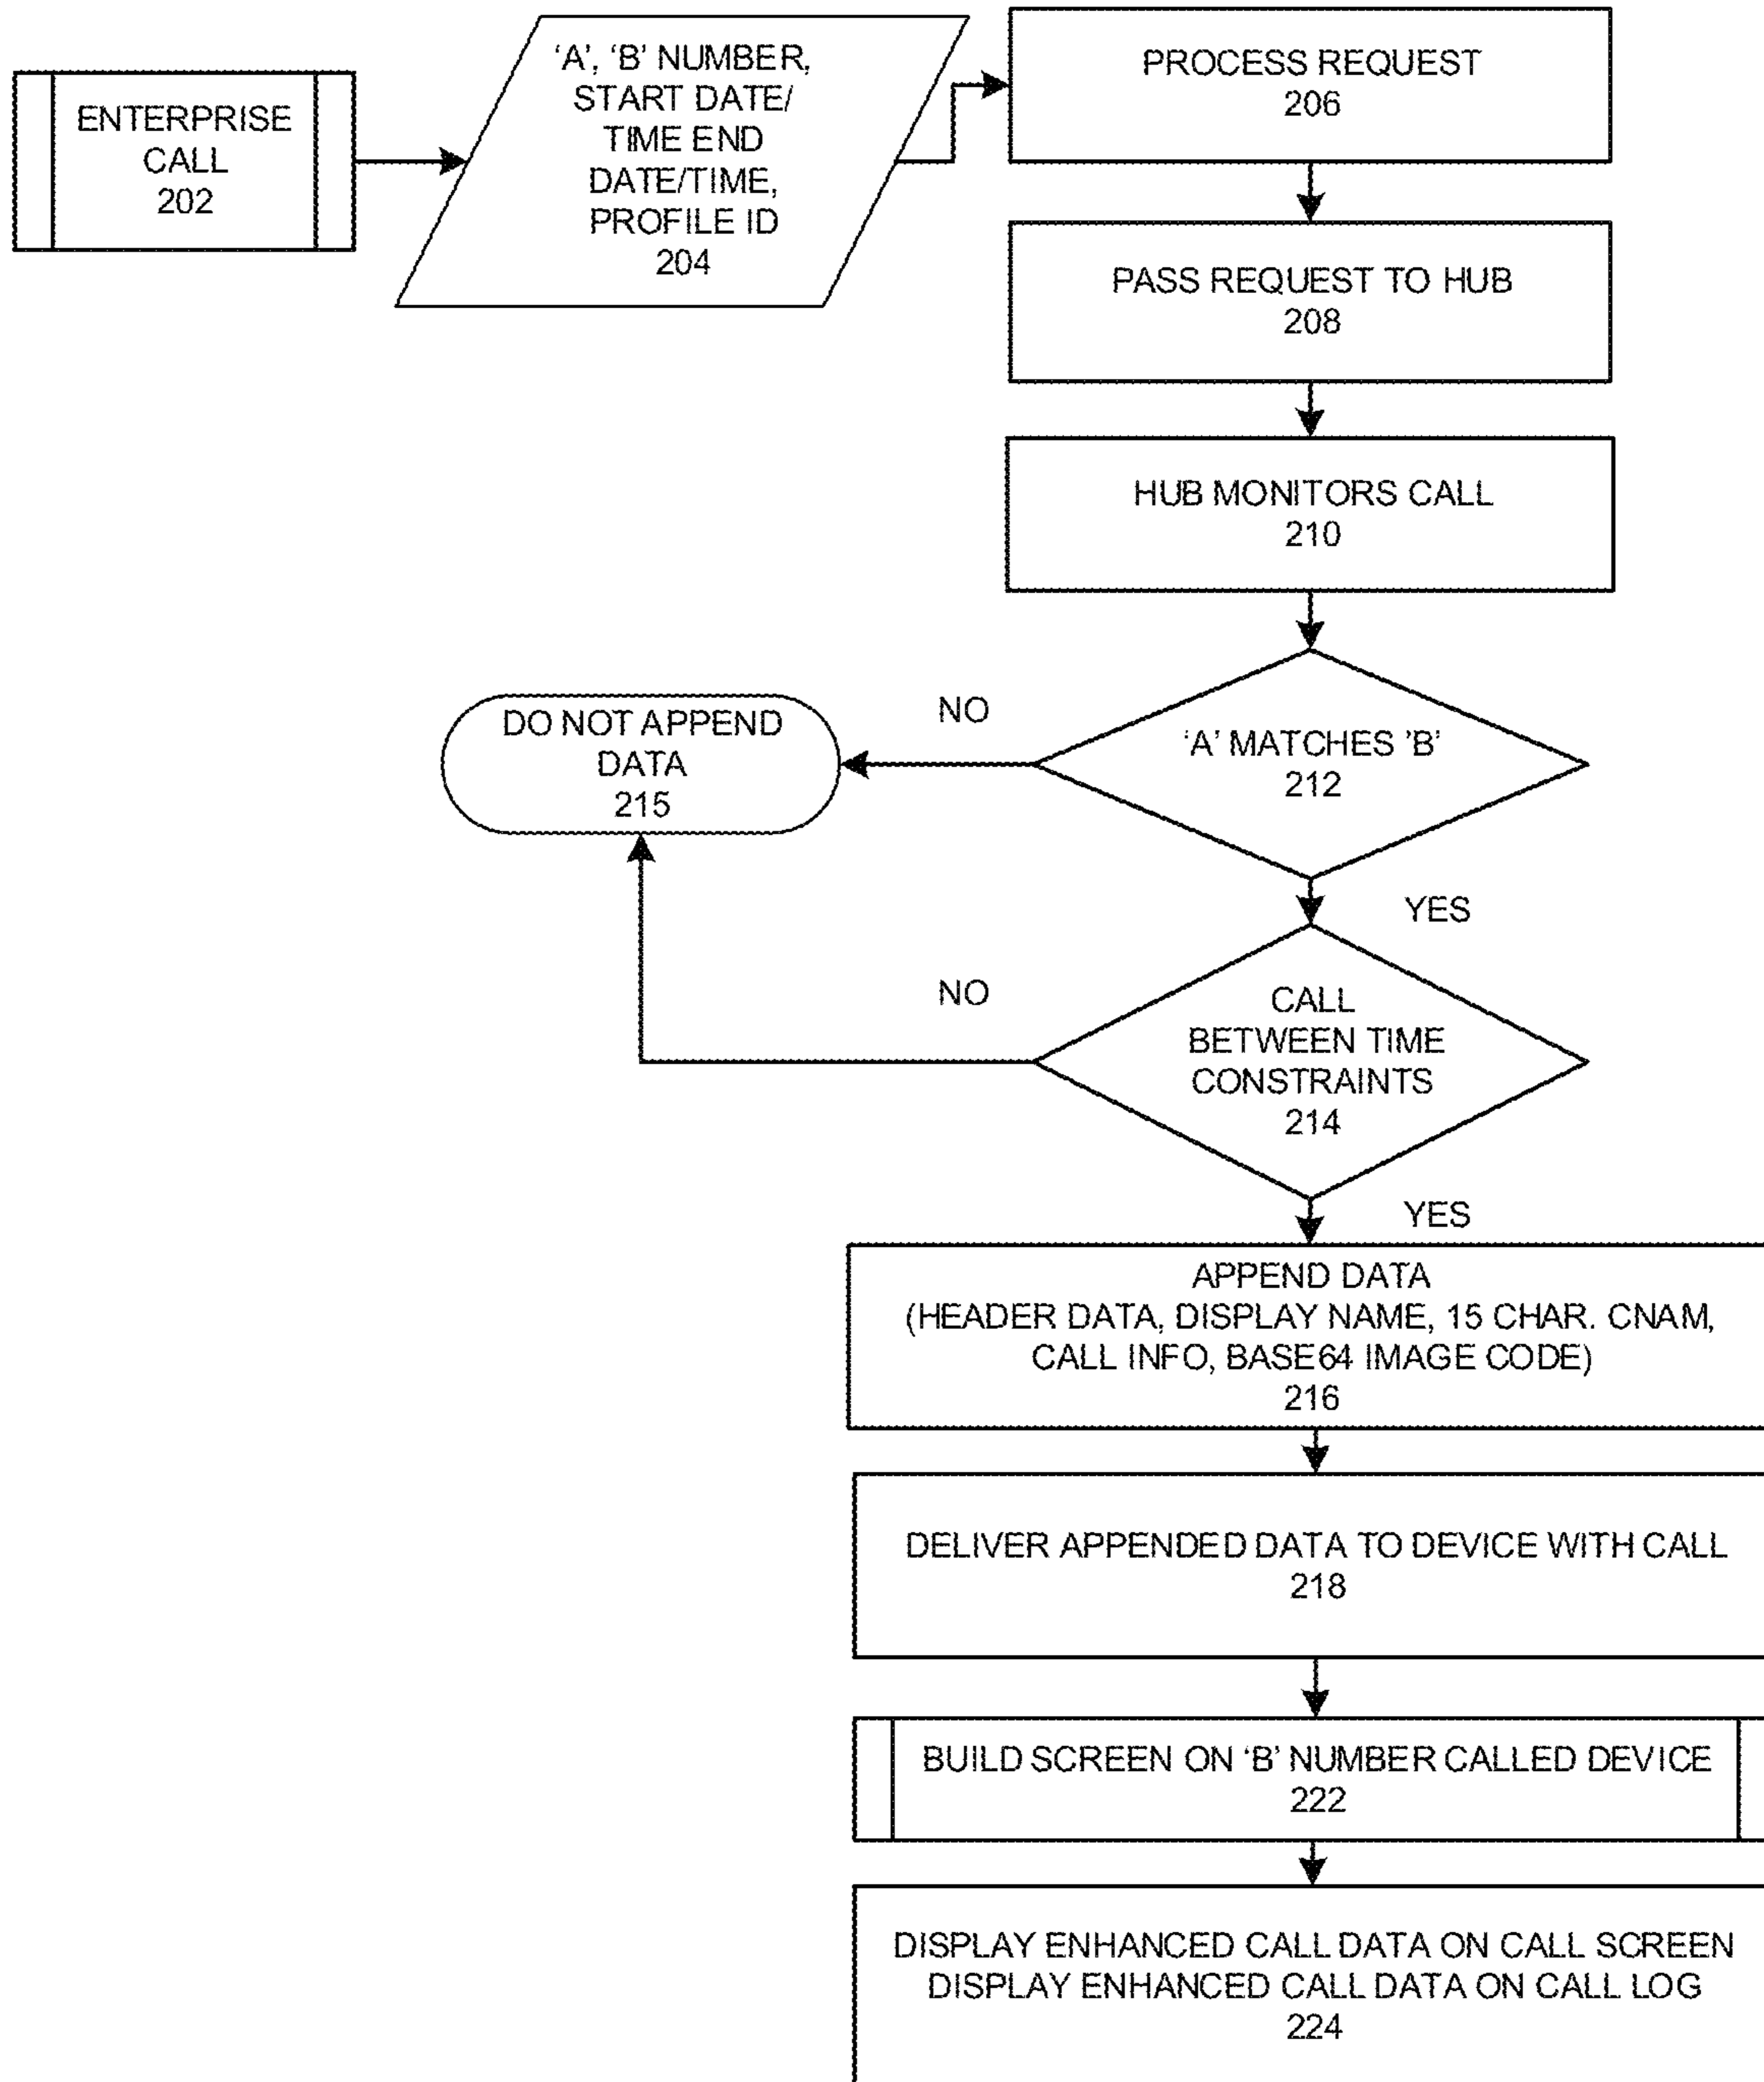 ENTERPRISE
CALL
202
‘A’, ‘B’ NUMBER,
START DATE/
TIME END
DATE/TIME,
PROFILE ID
204
PROCESS REQUEST
206
PASS REQUEST TO HUB
208
HUB MONITORS CALL
210
‘A’ MATCHES ’B’
212
NO
DO NOT APPEND
DATA
215
YES
CALL
BETWEEN TIME
CONSTRAINTS
214
NO
YES
APPEND DATA
(HEADER DATA, DISPLAY NAME, 15 CHAR. CNAM,
CALL INFO, BASE64 IMAGE CODE)
216
DELIVER APPENDED DATA TO DEVICE WITH CALL
218
BUILD SCREEN ON ‘B’ NUMBER CALLED DEVICE
222
DISPLAY ENHANCED CALL DATA ON CALL SCREEN
DISPLAY ENHANCED CALL DATA ON CALL LOG
224